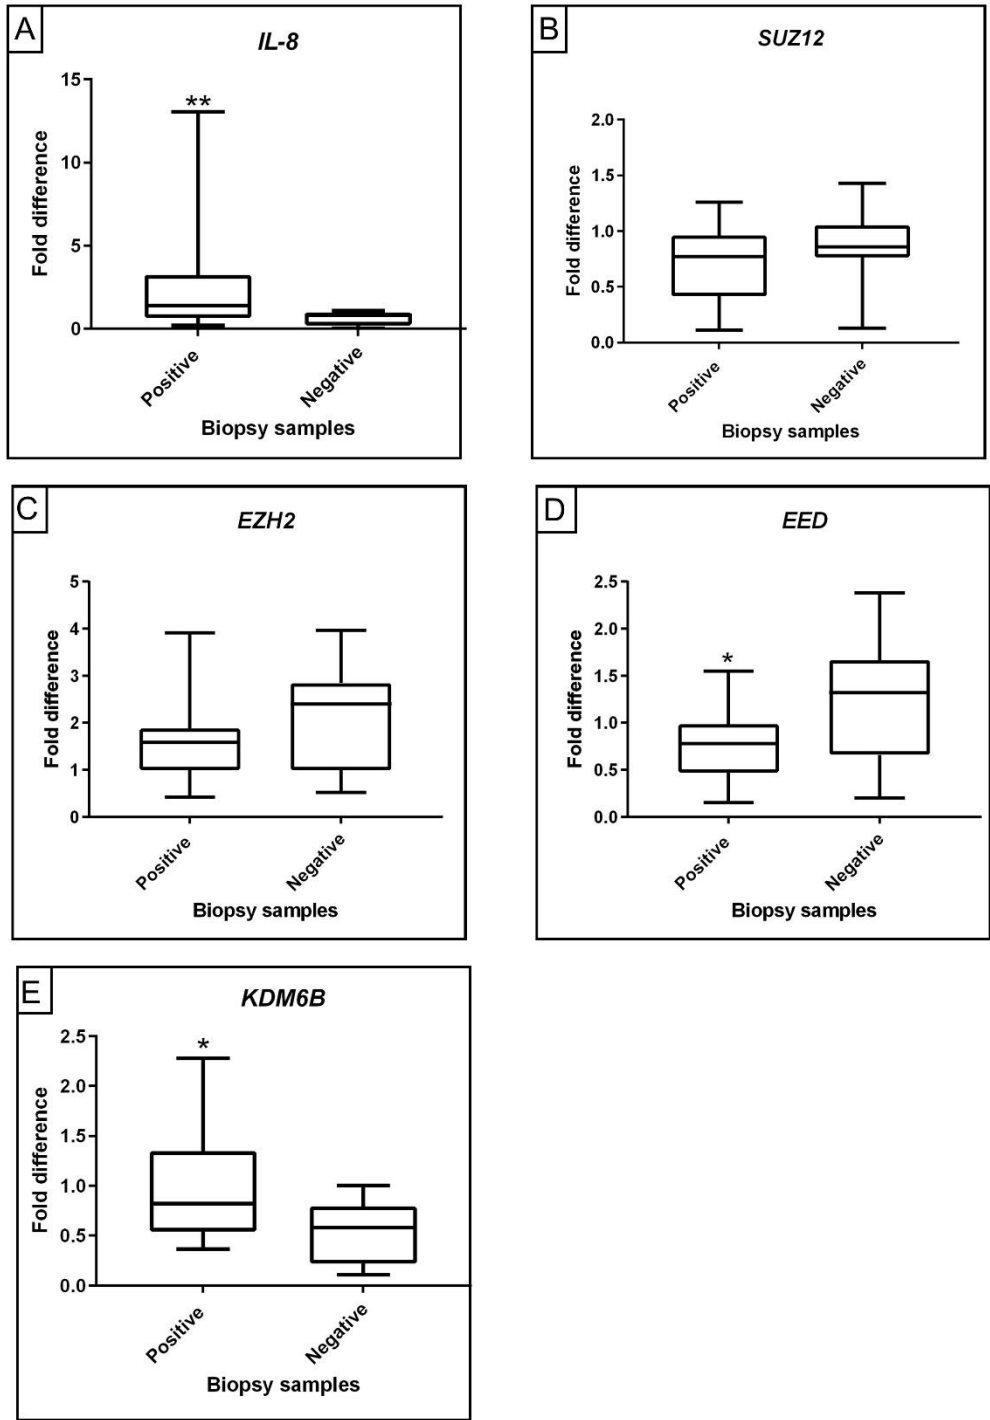 A
IL-8
15
10
5
0
Fold difference
**
Positive
Negative
Biopsy samples
B
SUZ12
2.0
1.5
1.0
0.5
0.0
Fold difference
Positive
Negative
Biopsy samples
C
EZH2
5
4
3
2
1
0
Fold difference
Positive
Negative
Biopsy samples
D
EED
2.5
2.0
1.5
1.0
0.5
0.0
Fold difference
*
Positive
Negative
Biopsy samples
E
KDM6B
2.5
2.0
1.5
1.0
0.5
0.0
Fold difference
*
Positive
Negative
Biopsy samples